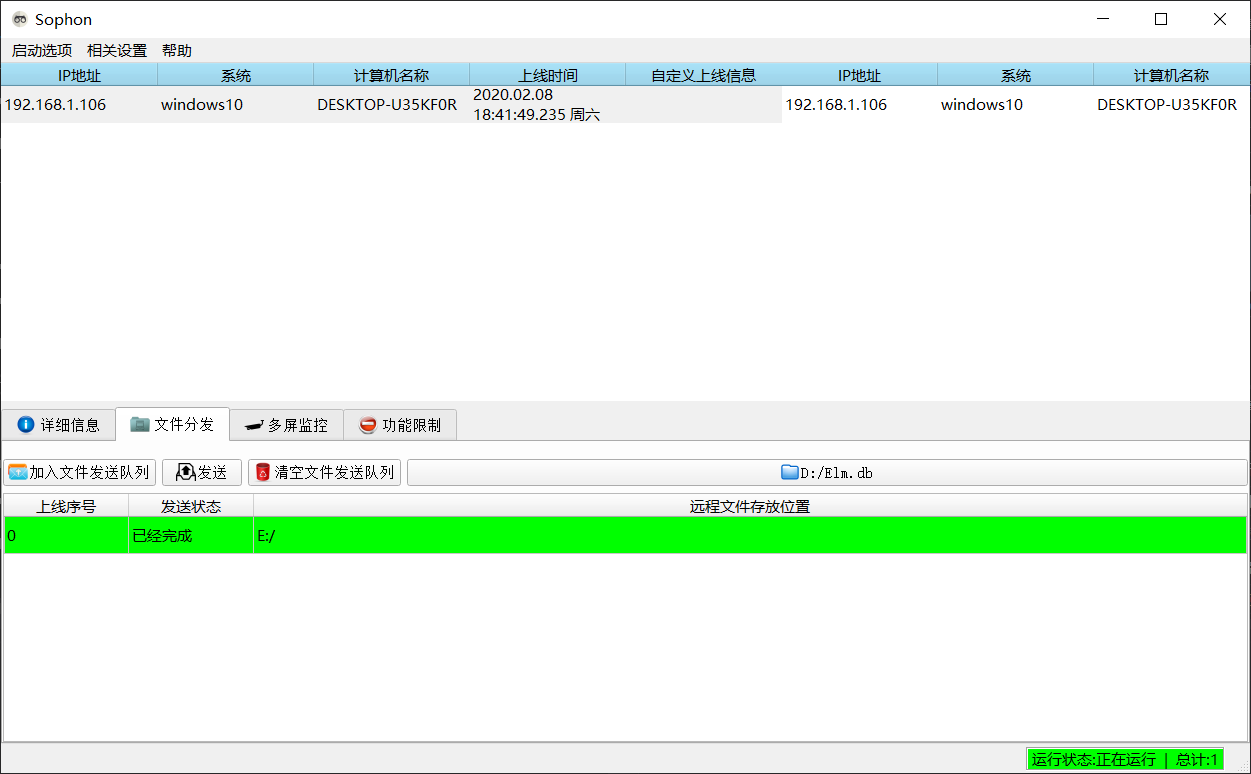 Sophon
启动选项 相关设置 帮助
IP地址 系统 计算机名称 上线时间 自定义上线信息 IP地址 系统 计算机名称
192.168.1.106 windows10 DESKTOP-U35KF0R 2020.02.08 18:41:49.235 周六 192.168.1.106 windows10 DESKTOP-U35KF0R
详细信息 文件分发 多屏监控 功能限制
加入文件发送队列 发送 清空文件发送队列 D:/Elm.db
上线序号 发送状态 远程文件存放位置
0 已经完成 E:/
运行状态:正在运行 | 总计:1